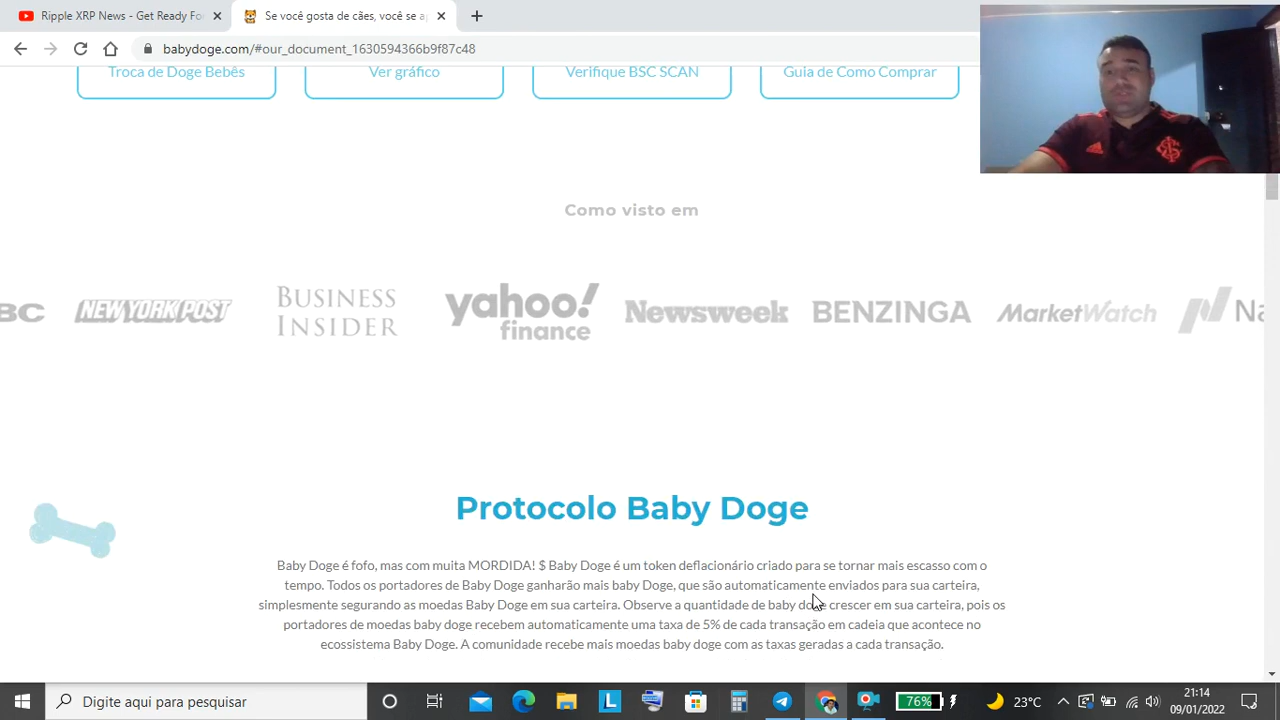 Ripple XRP News - Get Ready Fo
Se você gosta de cães, você se a
babydoge.com/#our_document_1630594366b9f87c48
Troca de Doge Bebês
Ver gráfico
Verifique BSC SCAN
Guia de Como Comprar
adidas
Como visto em
BC
NEW YORK POST
BUSINESS
INSIDER
yahoo!
finance
Newsweek
BENZINGA
MarketWatch
Na
Protocolo Baby Doge
Baby Doge é fofo, mas com muita MORDIDA! $ Baby Doge é um token deflacionário criado para se tornar mais escasso com o
tempo. Todos os portadores de Baby Doge ganharão mais baby Doge, que são automaticamente enviados para sua carteira,
simplesmente segurando as moedas Baby Doge em sua carteira. Observe a quantidade de baby doge crescer em sua carteira, pois os
portadores de moedas baby doge recebem automaticamente uma taxa de 5% de cada transação em cadeia que acontece no
ecossistema Baby Doge. A comunidade recebe mais moedas baby doge com as taxas geradas a cada transação.
Digite aqui para pesquisar
L
76%
23°C
21:14
09/01/2022